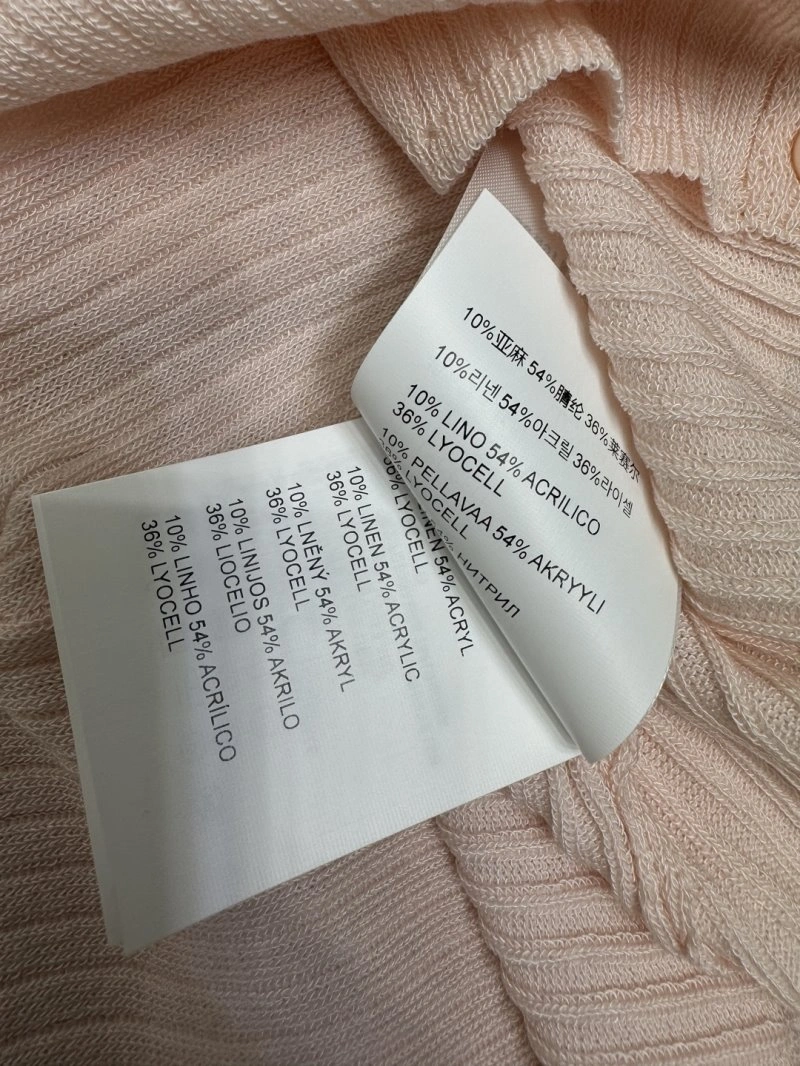 10%亚麻 54%腈纶 36%莱赛尔
10%리넨 54%아크릴 36%라이셀
10% LINO 54% ACRILICO
36% LYOCELL
10% PELLAVAA 54% AKRYYLI
LYOCELL
НИТРИЛ
54% ACRYL
36% LYOCELL
10% LINEN 54% ACRYLIC
36% LYOCELL
10% LNĚNÝ 54% AKRYL
36% LYOCELL
10% LINIJOS 54% AKRILO
36% LIOCELIO
10% LINHO 54% ACRÍLICO
36% LYOCELL